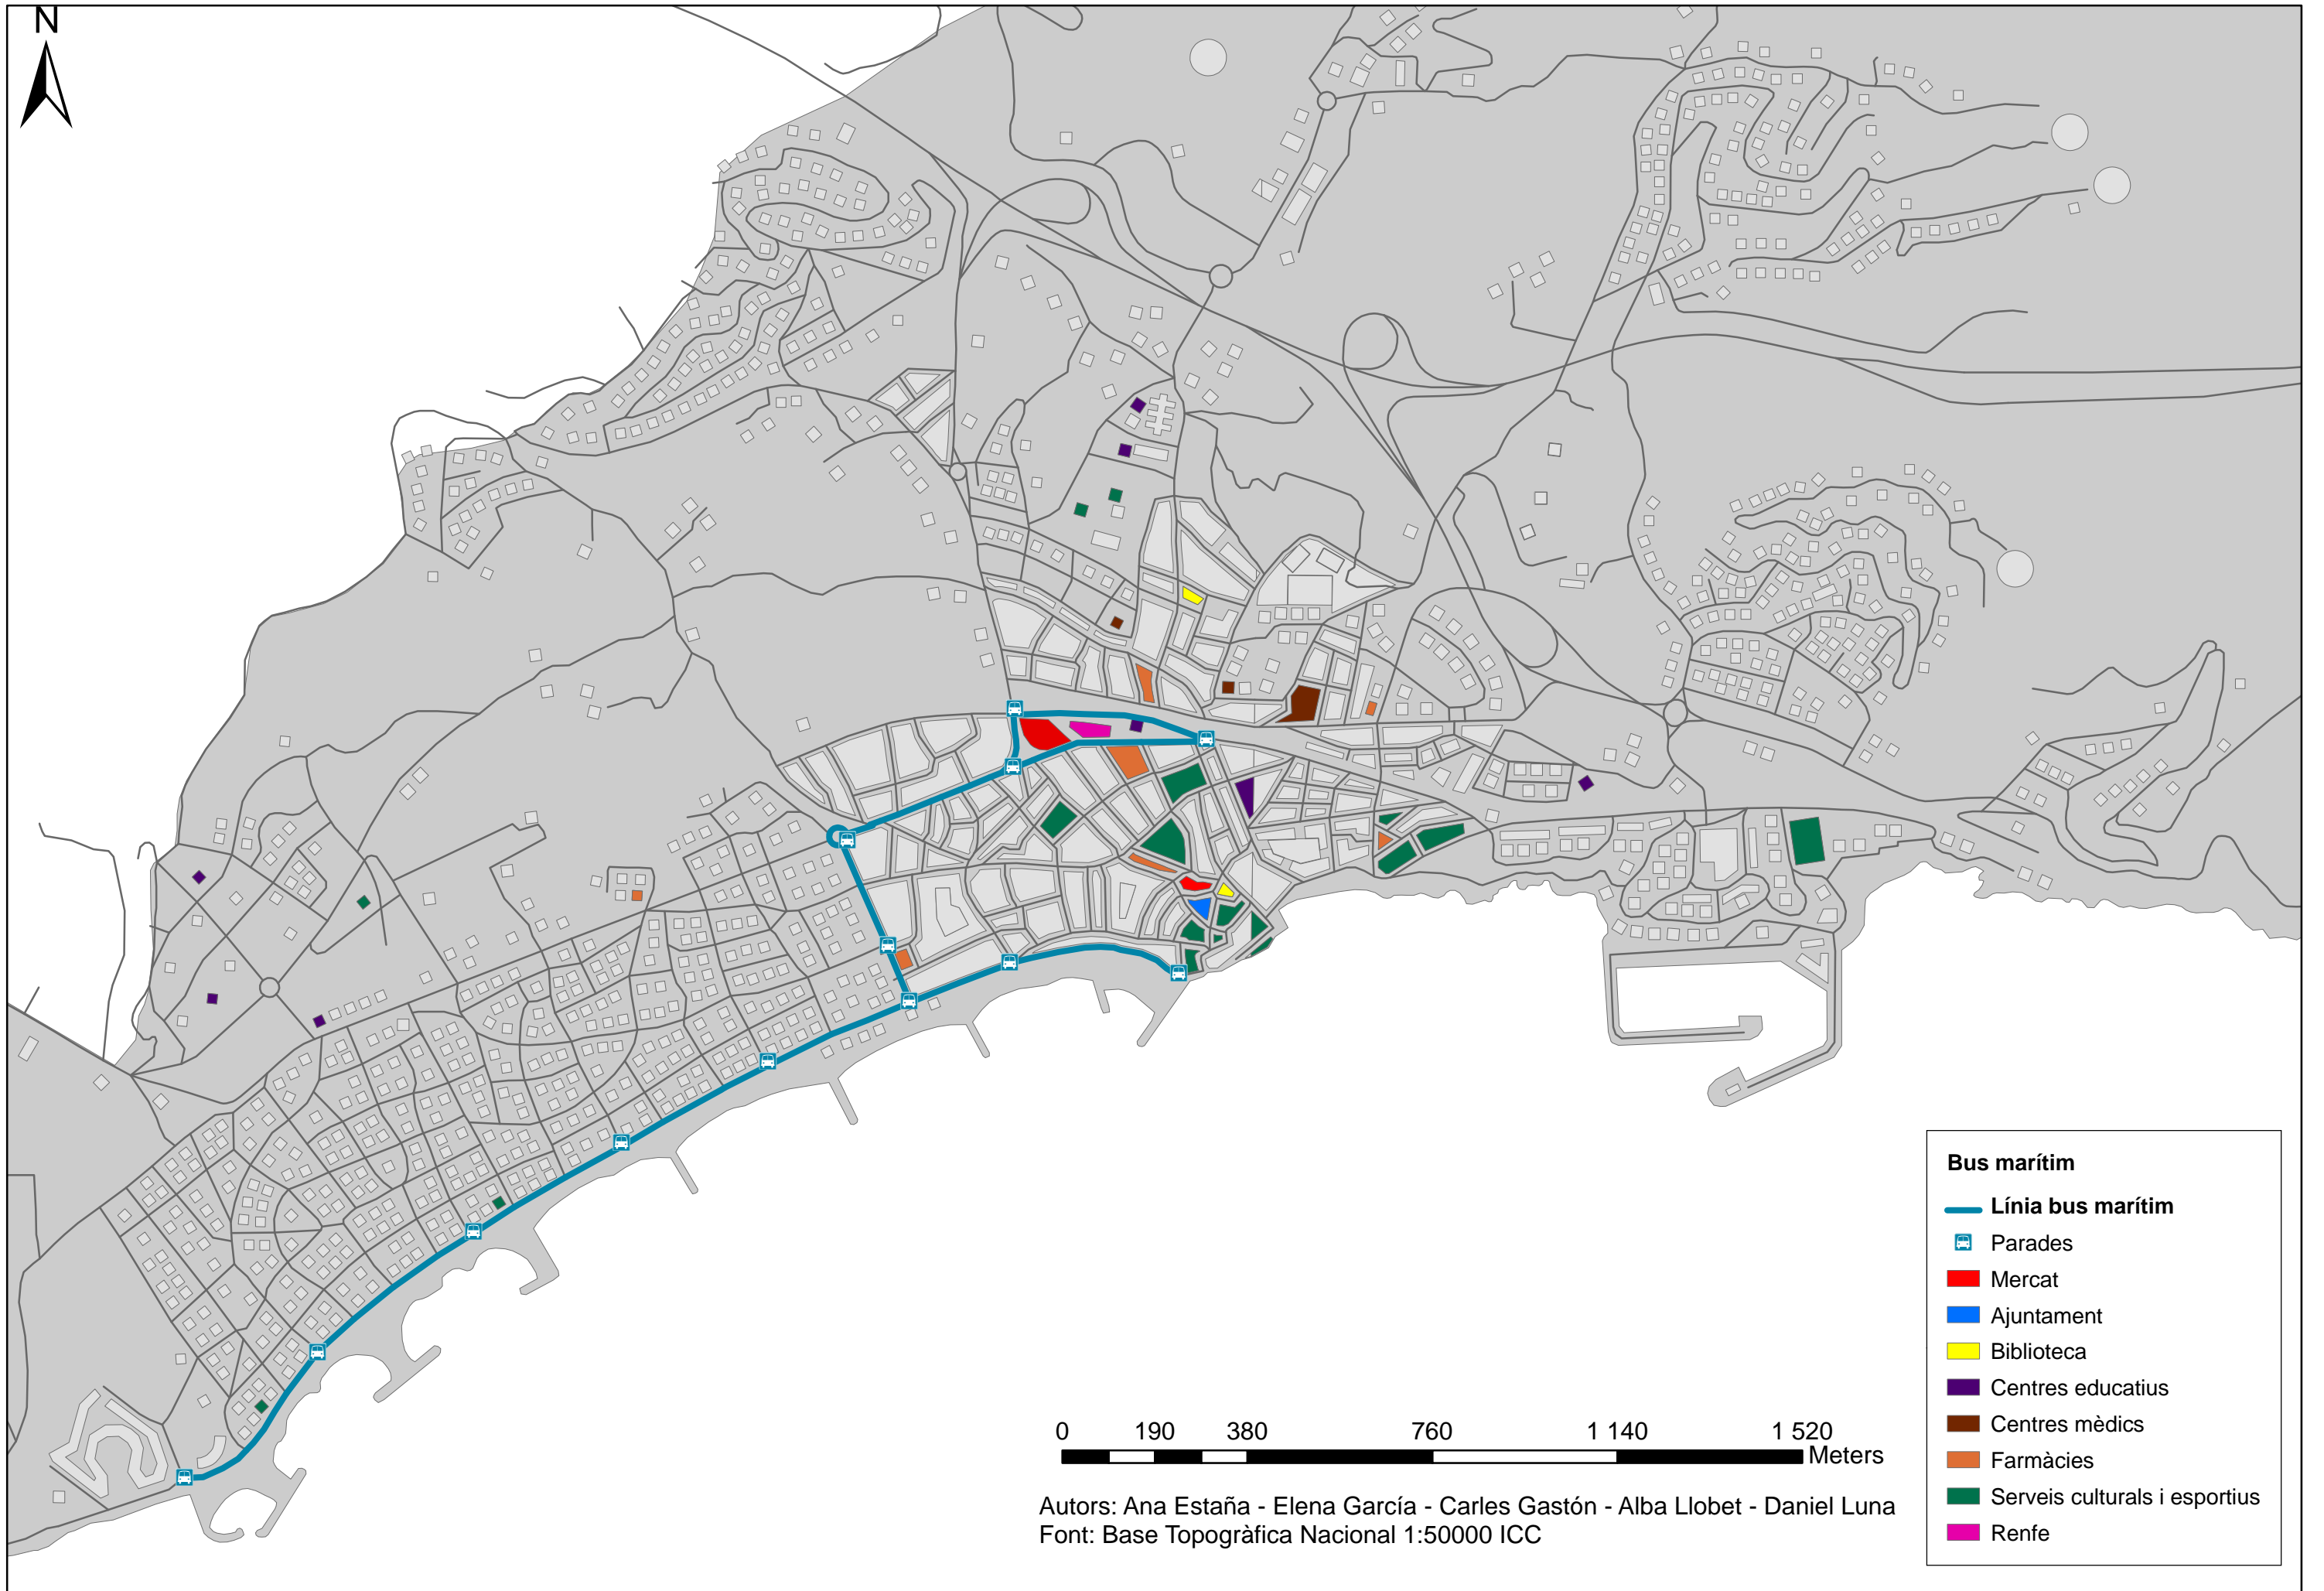 N
Bus marítim
Línia bus marítim
Parades
Mercat
Ajuntament
Biblioteca
Centres educatius
Centres mèdics
Farmàcies
Serveis culturals i esportius
Renfe
0 190 380 760 1 140 1 520
Meters
Autors: Ana Estaña - Elena García - Carles Gastón - Alba Llobet - Daniel Luna
Font: Base Topogràfica Nacional 1:50000 ICC